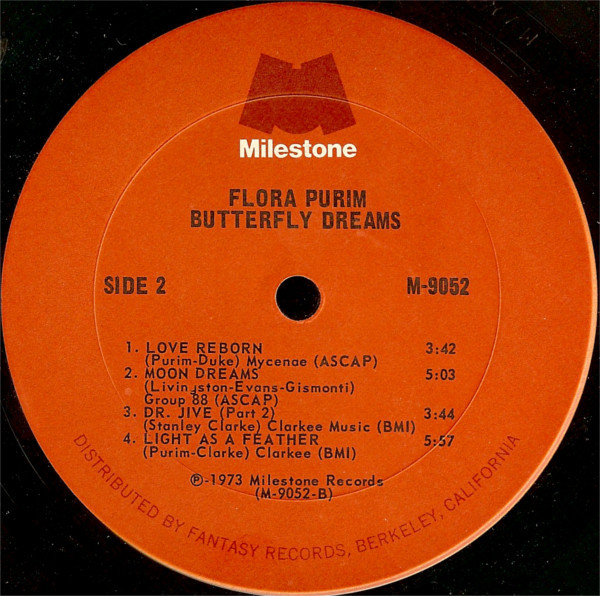 Milestone
FLORA PURIM
BUTTERFLY DREAMS
SIDE 2
M-9052
1. LOVE REBORN 3:42
(Purim-Duke) Mycenae (ASCAP)
2. MOON DREAMS 5:03
(Livin ston-Evans-Gismonti)
Group 88 (ASCAP)
3. DR. JIVE (Part 2) 3:44
(Stanley Clarke) Clarkee Music (BMI)
4. LIGHT AS A FEATHER 5:57
(Purim-Clarke) Clarkee (BMI)
℗-1973 Milestone Records
(M-9052-B)
DISTRIBUTED BY FANTASY RECORDS, BERKELEY, CALIFORNIA